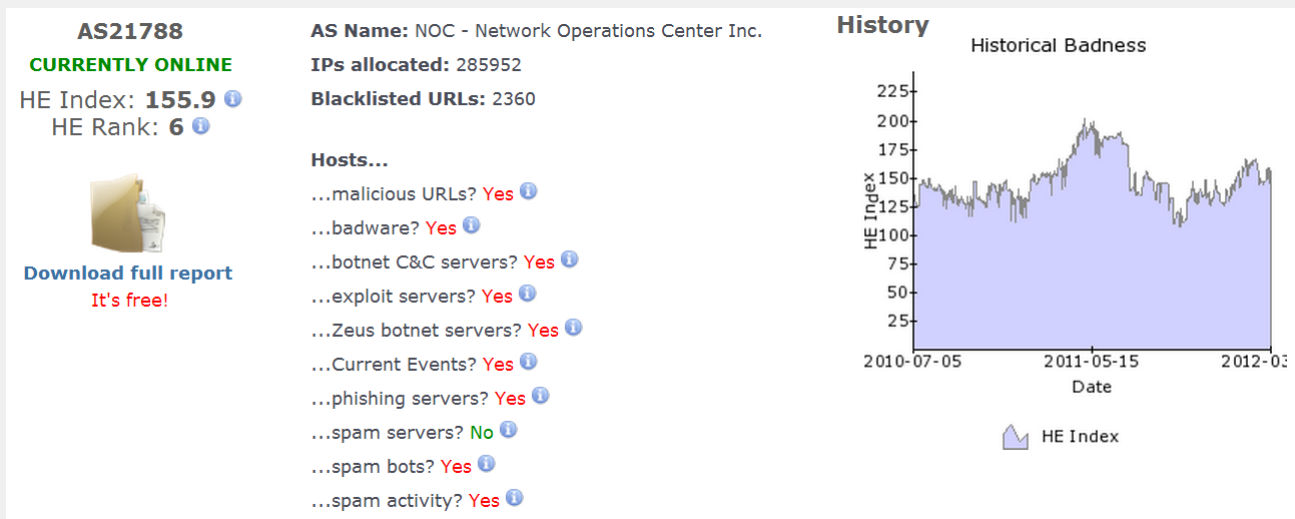 AS21788
CURRENTLY ONLINE
HE Index: 155.9
HE Rank: 6
Download full report
It's free!
AS Name: NOC - Network Operations Center Inc.
IPs allocated: 285952
Blacklisted URLs: 2360
Hosts...
...malicious URLs? Yes
...badware? Yes
...botnet C&C servers? Yes
...exploit servers? Yes
...Zeus botnet servers? Yes
...Current Events? Yes
...phishing servers? Yes
...spam servers? No
...spam bots? Yes
...spam activity? Yes
History
Historical Badness
HE Index
225
200
175
150
125
100
75
50
25
2010-07-05 2011-05-15 2012-03
Date
HE Index